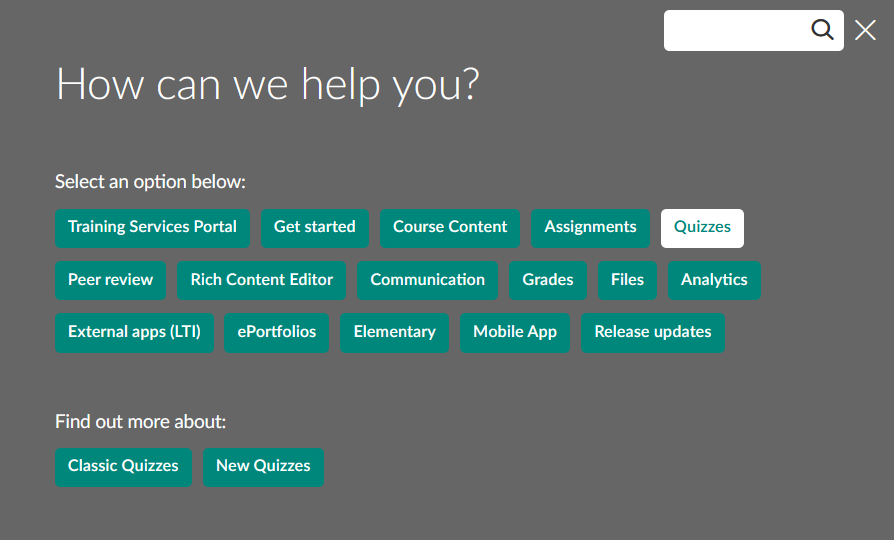 How can we help you?
Select an option below:
Training Services Portal Get started Course Content Assignments Quizzes
Peer review Rich Content Editor Communication Grades Files Analytics
External apps (LTI) ePortfolios Elementary Mobile App Release updates
Find out more about:
Classic Quizzes New Quizzes